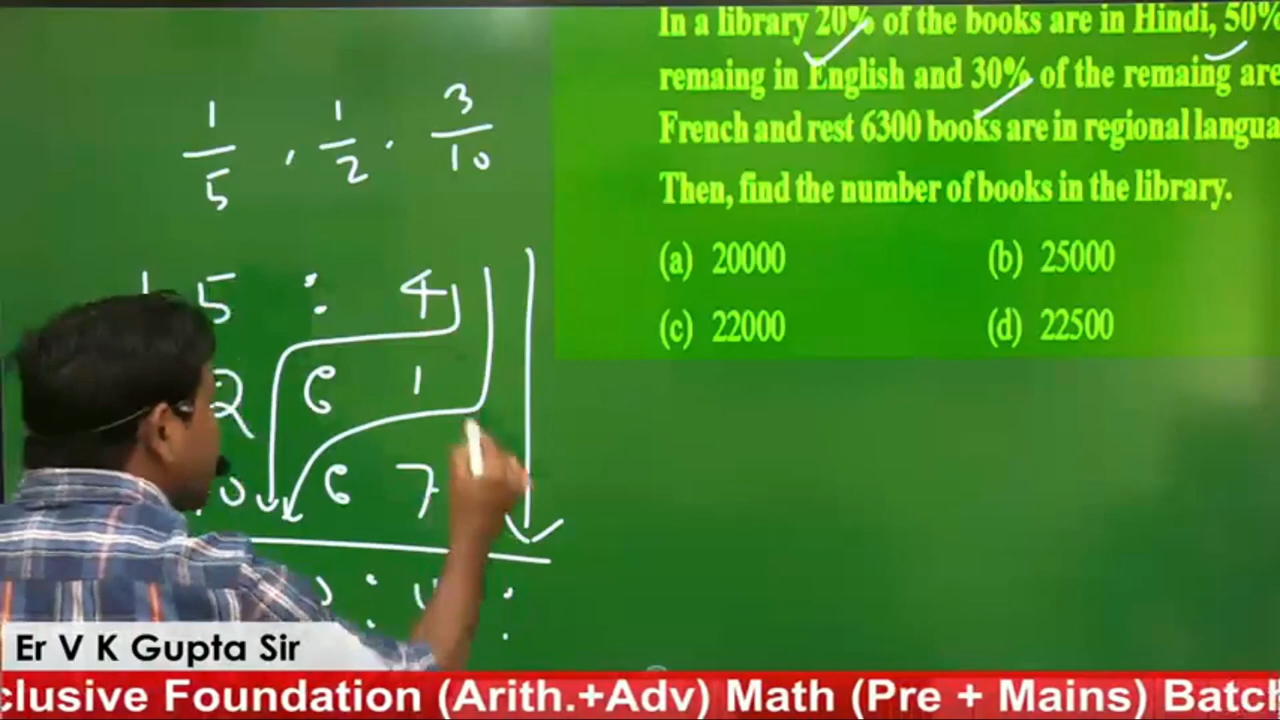 In a library 20% of the books are in Hindi, 50%
remaing in English and 30% of the remaing are
French and rest 6300 books are in regional langua
Then, find the number of books in the library.
(a) 20000 (b) 25000
(c) 22000 (d) 22500
1/5 , 1/2 . 3/10
5 : 4
2 6 1
0 6 7
Er V K Gupta Sir
clusive Foundation (Arith.+Adv) Math (Pre + Mains) Batch